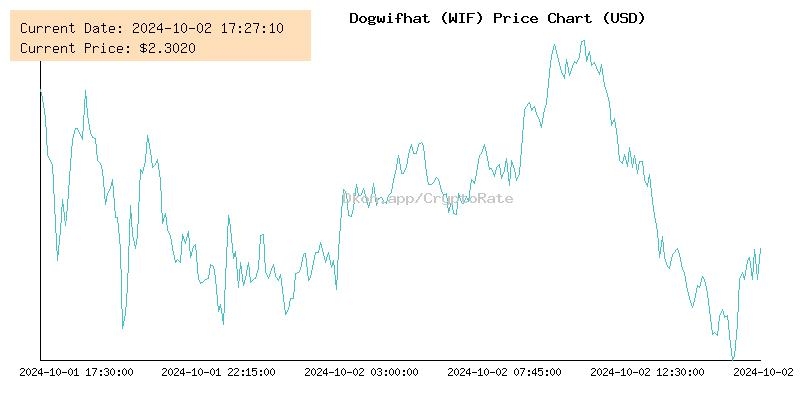 Dogwifhat (WIF) Price Chart (USD)
Current Date: 2024-10-02 17:27:10
Current Price: $2.3020
Okon.app/CryptoRate
2024-10-01 17:30:00
2024-10-01 22:15:00
2024-10-02 03:00:00
2024-10-02 07:45:00
2024-10-02 12:30:00
2024-10-02